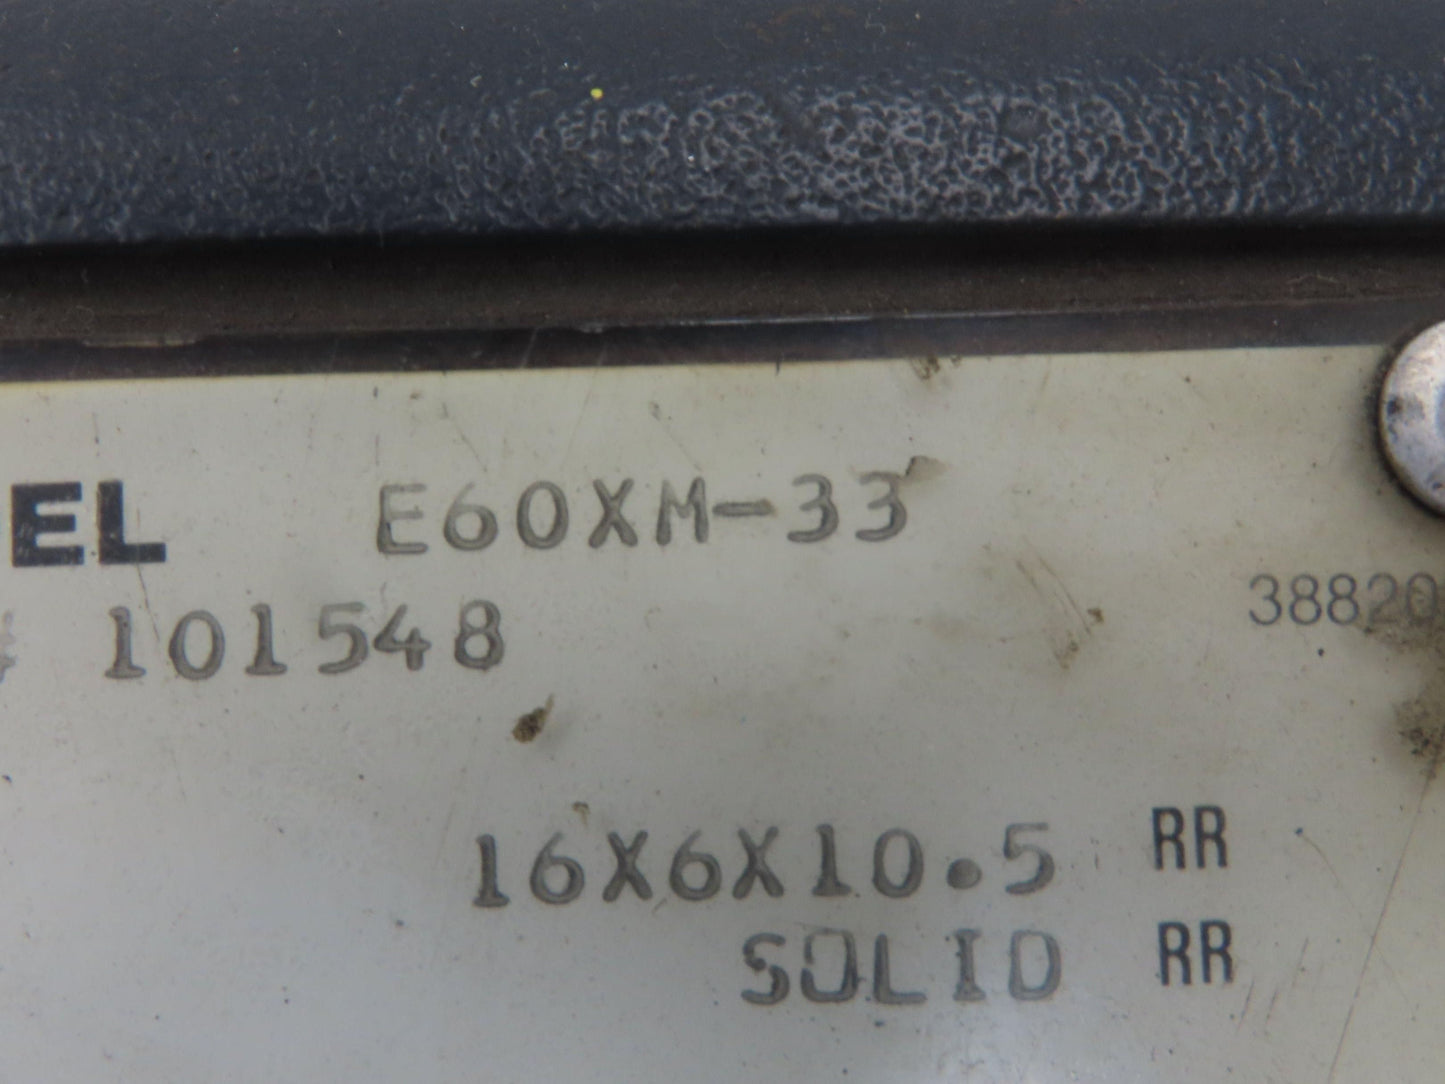 EL E60XM-33
# 101548
38820
16X6X10.5 RR
SOLID RR